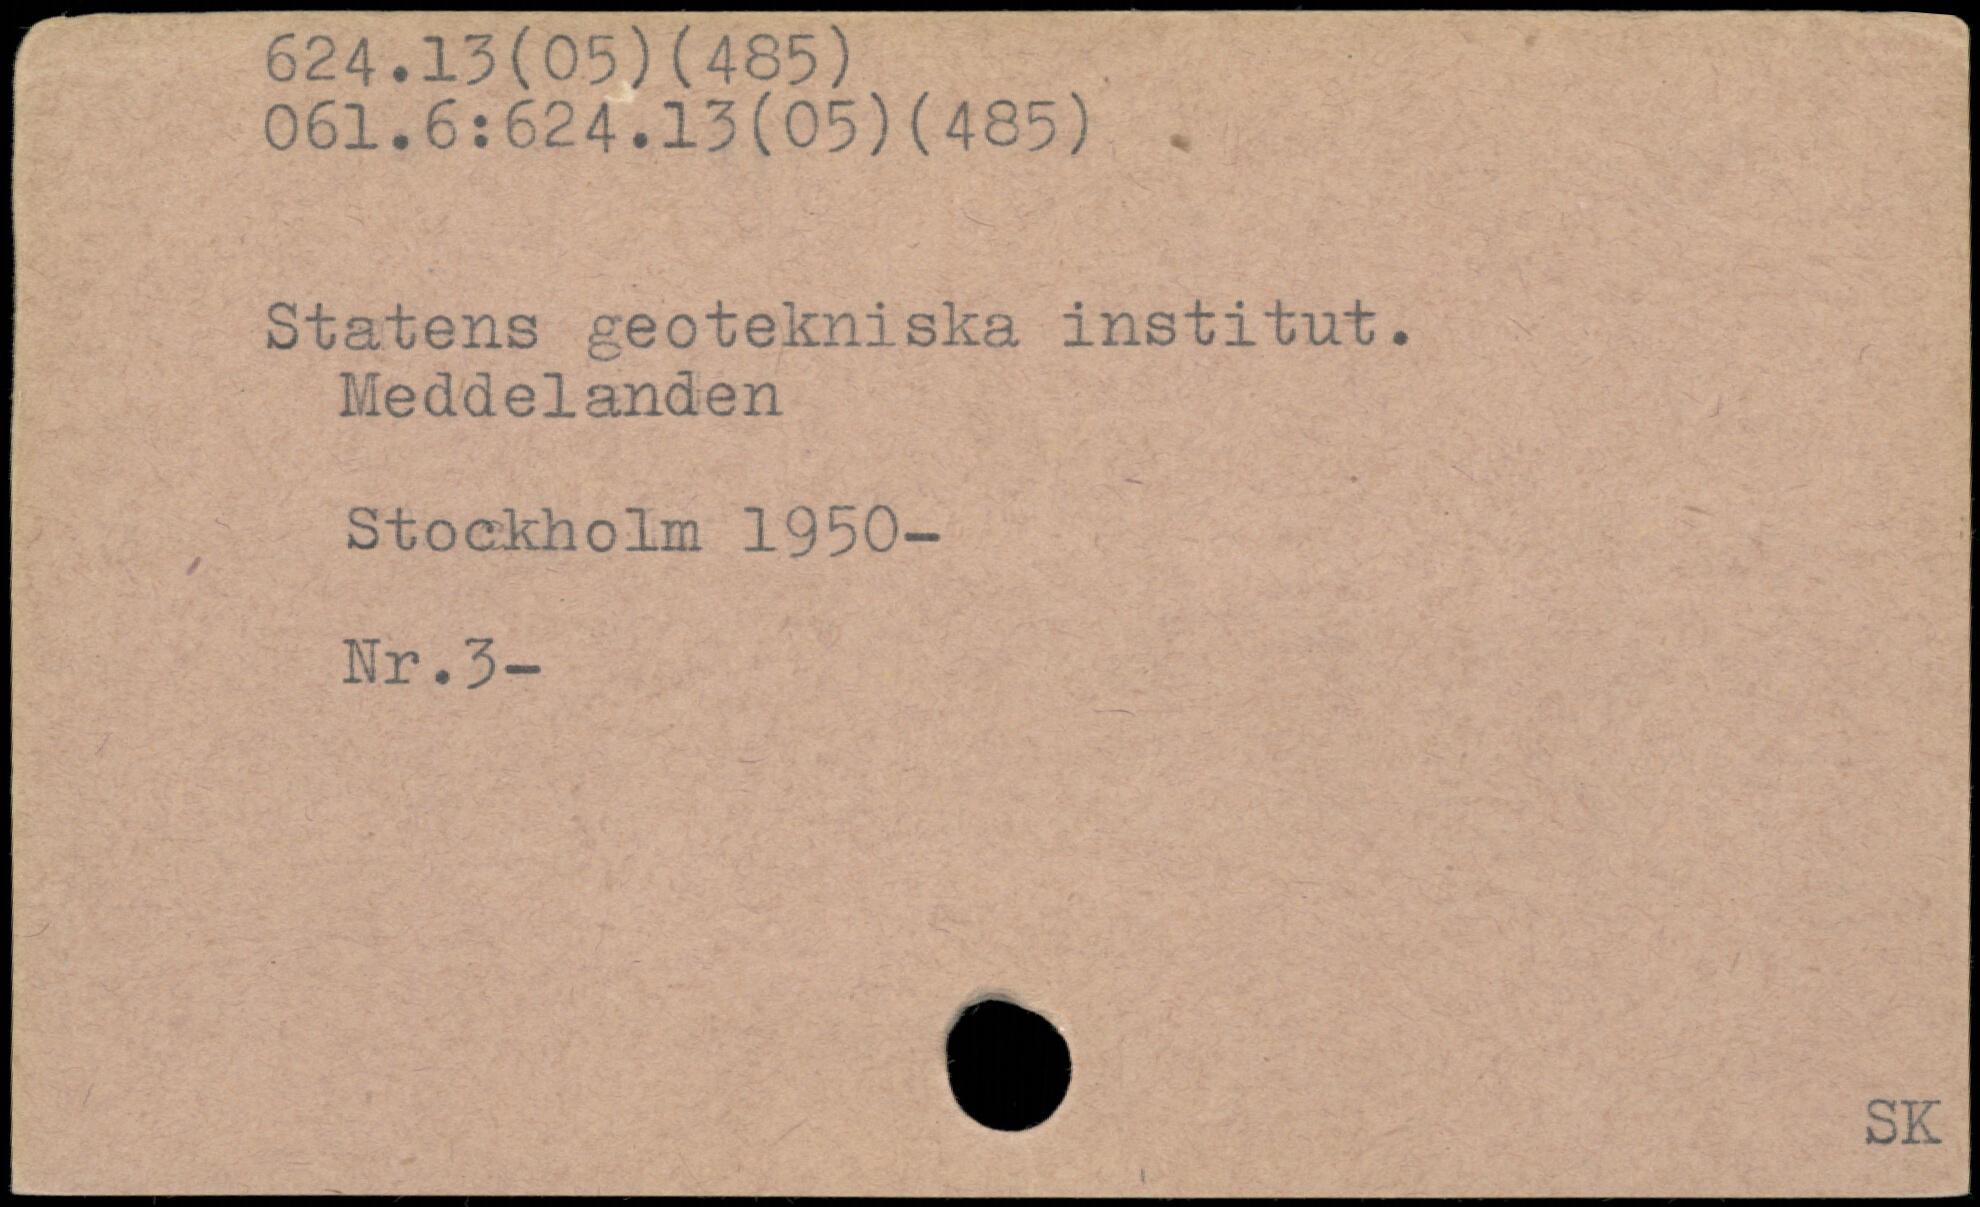 624.13(05)(485)
061.6:624.13(05)(485)
Statens geotekniska institut.
Meddelanden
Stockholm 1950-
Nr.3-
SK